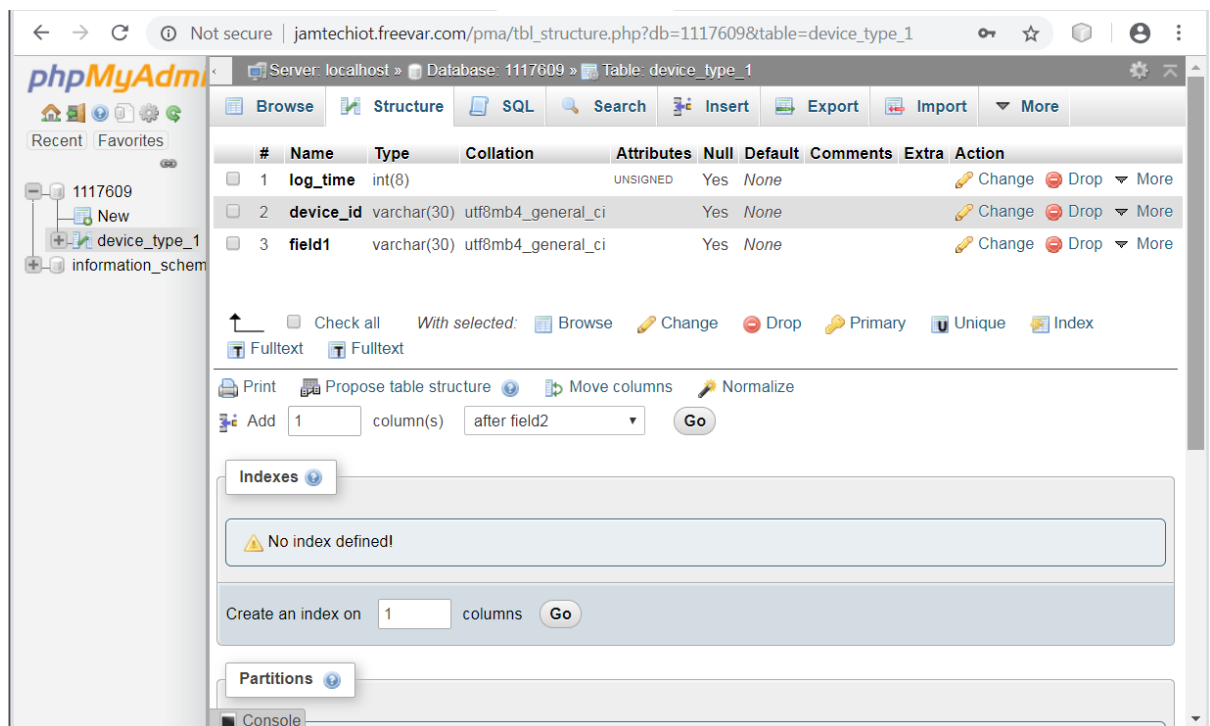 Not secure | jamtechiot.freevar.com/pma/tbl_structure.php?db=1117609&table=device_type_1
phpMyAdmi
Recent Favorites
1117609
New
device_type_1
information_schem
Server: localhost » Database: 1117609 » Table: device_type_1
Browse Structure SQL Search Insert Export Import More
# Name Type Collation Attributes Null Default Comments Extra Action
1 log_time int(8) UNSIGNED Yes None Change Drop More
2 device_id varchar(30) utf8mb4_general_ci Yes None Change Drop More
3 field1 varchar(30) utf8mb4_general_ci Yes None Change Drop More
Check all With selected: Browse Change Drop Primary Unique Index
Fulltext Fulltext
Print Propose table structure Move columns Normalize
Add 1 column(s) after field2 Go
Indexes
No index defined!
Create an index on 1 columns Go
Partitions
Console